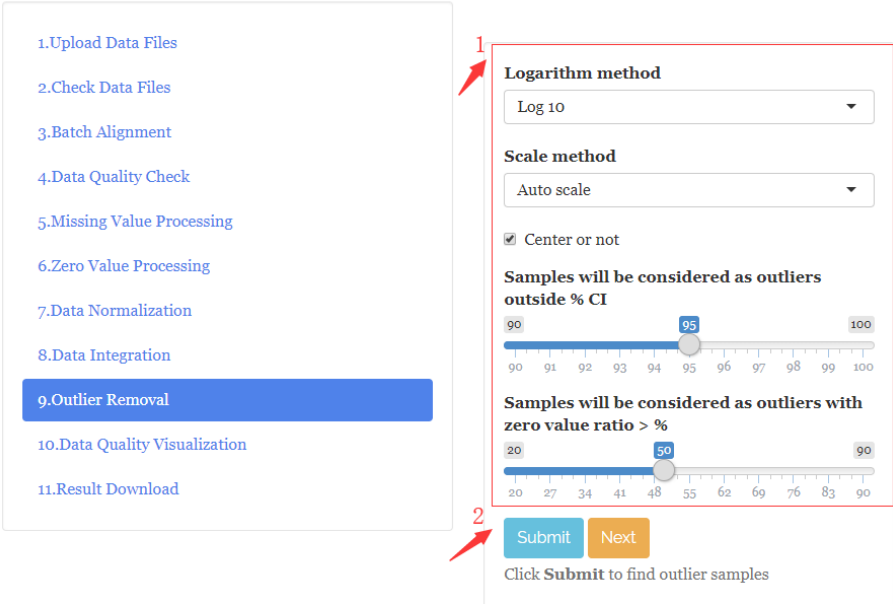 1.Upload Data Files
2.Check Data Files
3.Batch Alignment
4.Data Quality Check
5.Missing Value Processing
6.Zero Value Processing
7.Data Normalization
8.Data Integration
9.Outlier Removal
10.Data Quality Visualization
11.Result Download
1
Logarithm method
Log 10
Scale method
Auto scale
Center or not
Samples will be considered as outliers
outside % CI
90 95 100
90 91 92 93 94 95 96 97 98 99 100
Samples will be considered as outliers with
zero value ratio > %
20 50 90
20 27 34 41 48 55 62 69 76 83 90
2
Submit Next
Click Submit to find outlier samples